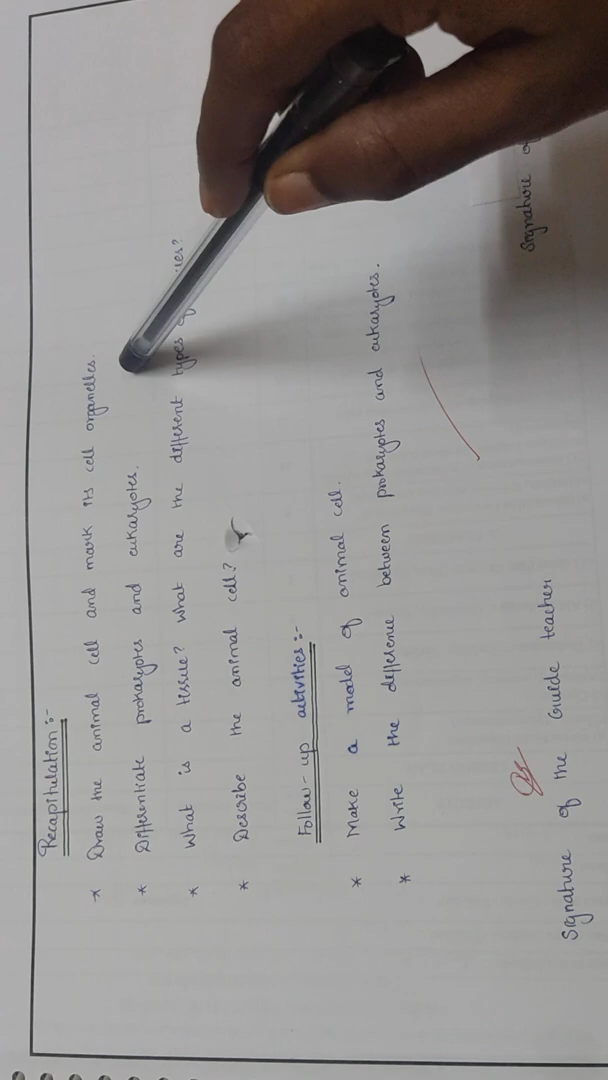 Recapitulation :-
* Draw the animal cell and mark its cell organelles.
* Differentiate prokaryotes and eukaryotes.
* What is a tissue? What are the different types
* Describe the animal cell?
Follow - up activities :-
* Make a model of animal cell.
* Write the difference between prokaryotes and eukaryotes.
Signature of the Guide teacher
Signature